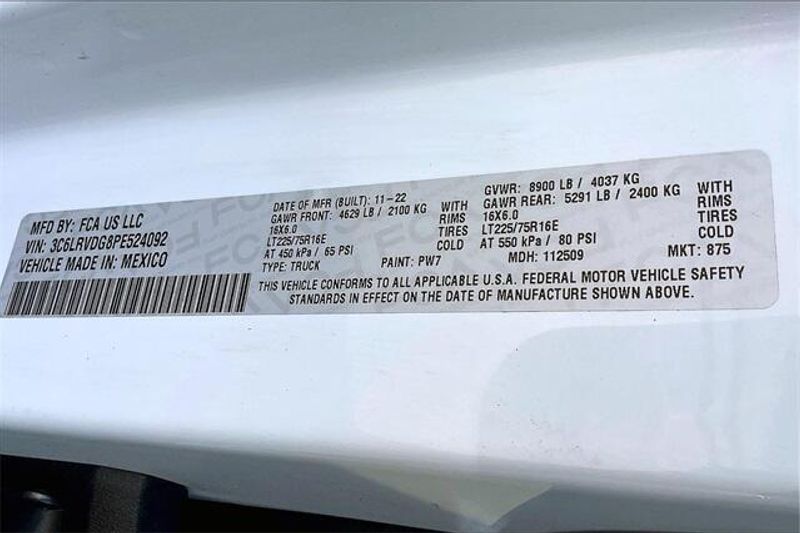 MFD BY: FCA US LLC
VIN: 3C6LRVDG8PE524092
VEHICLE MADE IN: MEXICO
DATE OF MFR (BUILT): 11-22
GAWR FRONT: 4629 LB / 2100 KG WITH
16X6.0 RIMS
LT225/75R16E TIRES
AT 450 kPa / 65 PSI COLD
TYPE: TRUCK PAINT: PW7
GVWR: 8900 LB / 4037 KG
GAWR REAR: 5291 LB / 2400 KG WITH
16X6.0 RIMS
LT225/75R16E TIRES
AT 550 kPa / 80 PSI COLD
MDH: 112509 MKT: 875
THIS VEHICLE CONFORMS TO ALL APPLICABLE U.S.A. FEDERAL MOTOR VEHICLE SAFETY
STANDARDS IN EFFECT ON THE DATE OF MANUFACTURE SHOWN ABOVE.